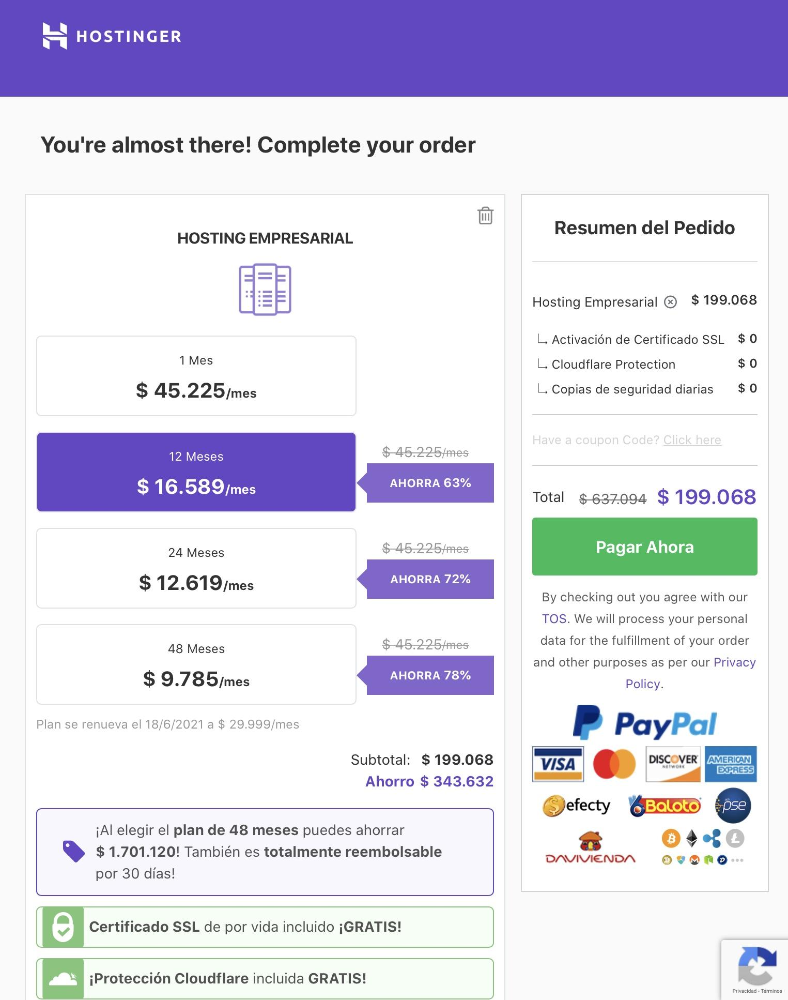 HOSTINGER
You're almost there! Complete your order
HOSTING EMPRESARIAL
1 Mes
$ 45.225/mes
12 Meses
$ 16.589/mes
$ 45.225/mes
AHORRA 63%
24 Meses
$ 12.619/mes
$ 45.225/mes
AHORRA 72%
48 Meses
$ 9.785/mes
$ 45.225/mes
AHORRA 78%
Plan se renueva el 18/6/2021 a $ 29.999/mes
Subtotal: $ 199.068
Ahorro $ 343.632
¡Al elegir el plan de 48 meses puedes ahorrar
$ 1.701.120! También es totalmente reembolsable
por 30 días!
Certificado SSL de por vida incluido ¡GRATIS!
¡Protección Cloudflare incluida GRATIS!
Resumen del Pedido
Hosting Empresarial $ 199.068
Activación de Certificado SSL $ 0
Cloudflare Protection $ 0
Copias de seguridad diarias $ 0
Have a coupon Code? Click here
Total $ 637.094 $ 199.068
Pagar Ahora
By checking out you agree with our
TOS. We will process your personal
data for the fulfillment of your order
and other purposes as per our Privacy
Policy.
PayPal
VISA DISCOVER NETWORK AMERICAN EXPRESS
efecty Baloto pse
DAVIVIENDA
Privacidad - Términos